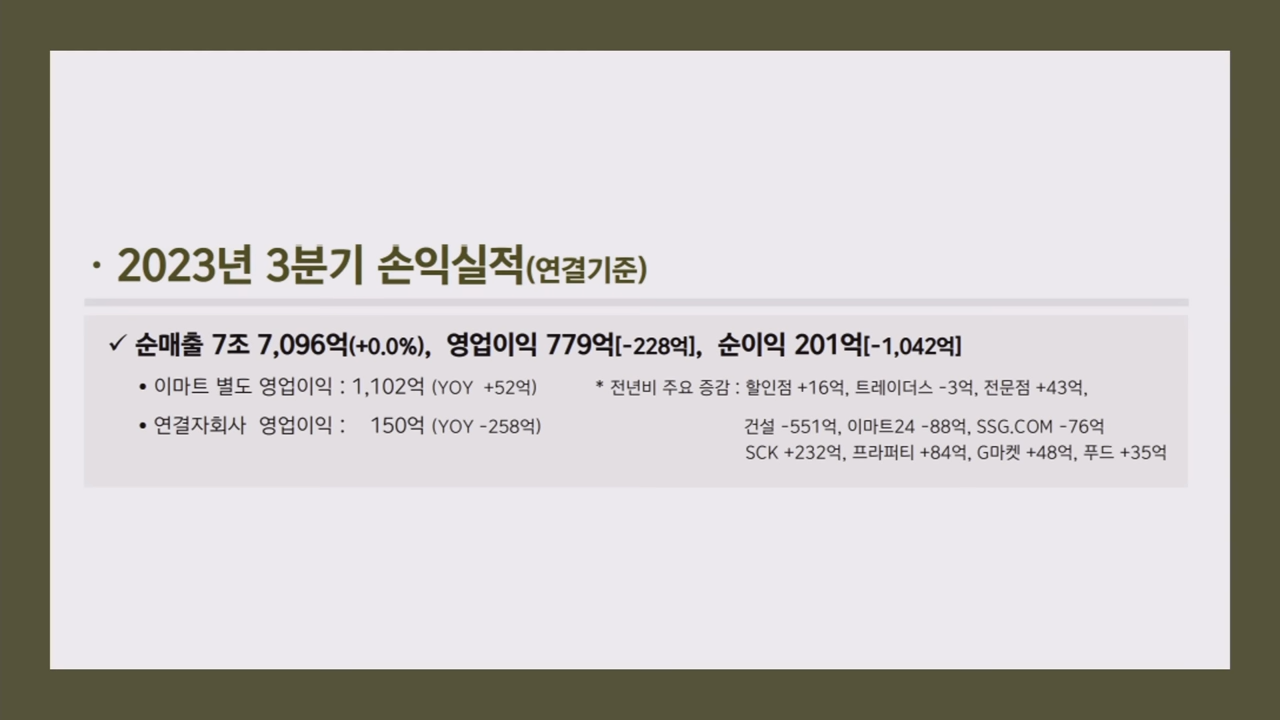 · 2023년 3분기 손익실적(연결기준)
✓ 순매출 7조 7,096억(+0.0%), 영업이익 779억[-228억], 순이익 201억[-1,042억]
• 이마트 별도 영업이익 : 1,102억 (YOY +52억) * 전년비 주요 증감 : 할인점 +16억, 트레이더스 -3억, 전문점 +43억,
• 연결자회사 영업이익 : 150억 (YOY -258억) 건설 -551억, 이마트24 -88억, SSG.COM -76억
SCK +232억, 프라퍼티 +84억, G마켓 +48억, 푸드 +35억